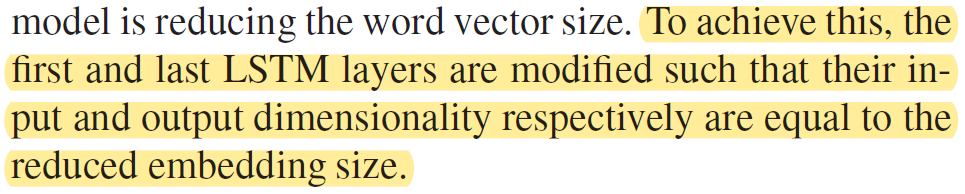 model is reducing the word vector size. To achieve this, the
first and last LSTM layers are modified such that their in-
put and output dimensionality respectively are equal to the
reduced embedding size.